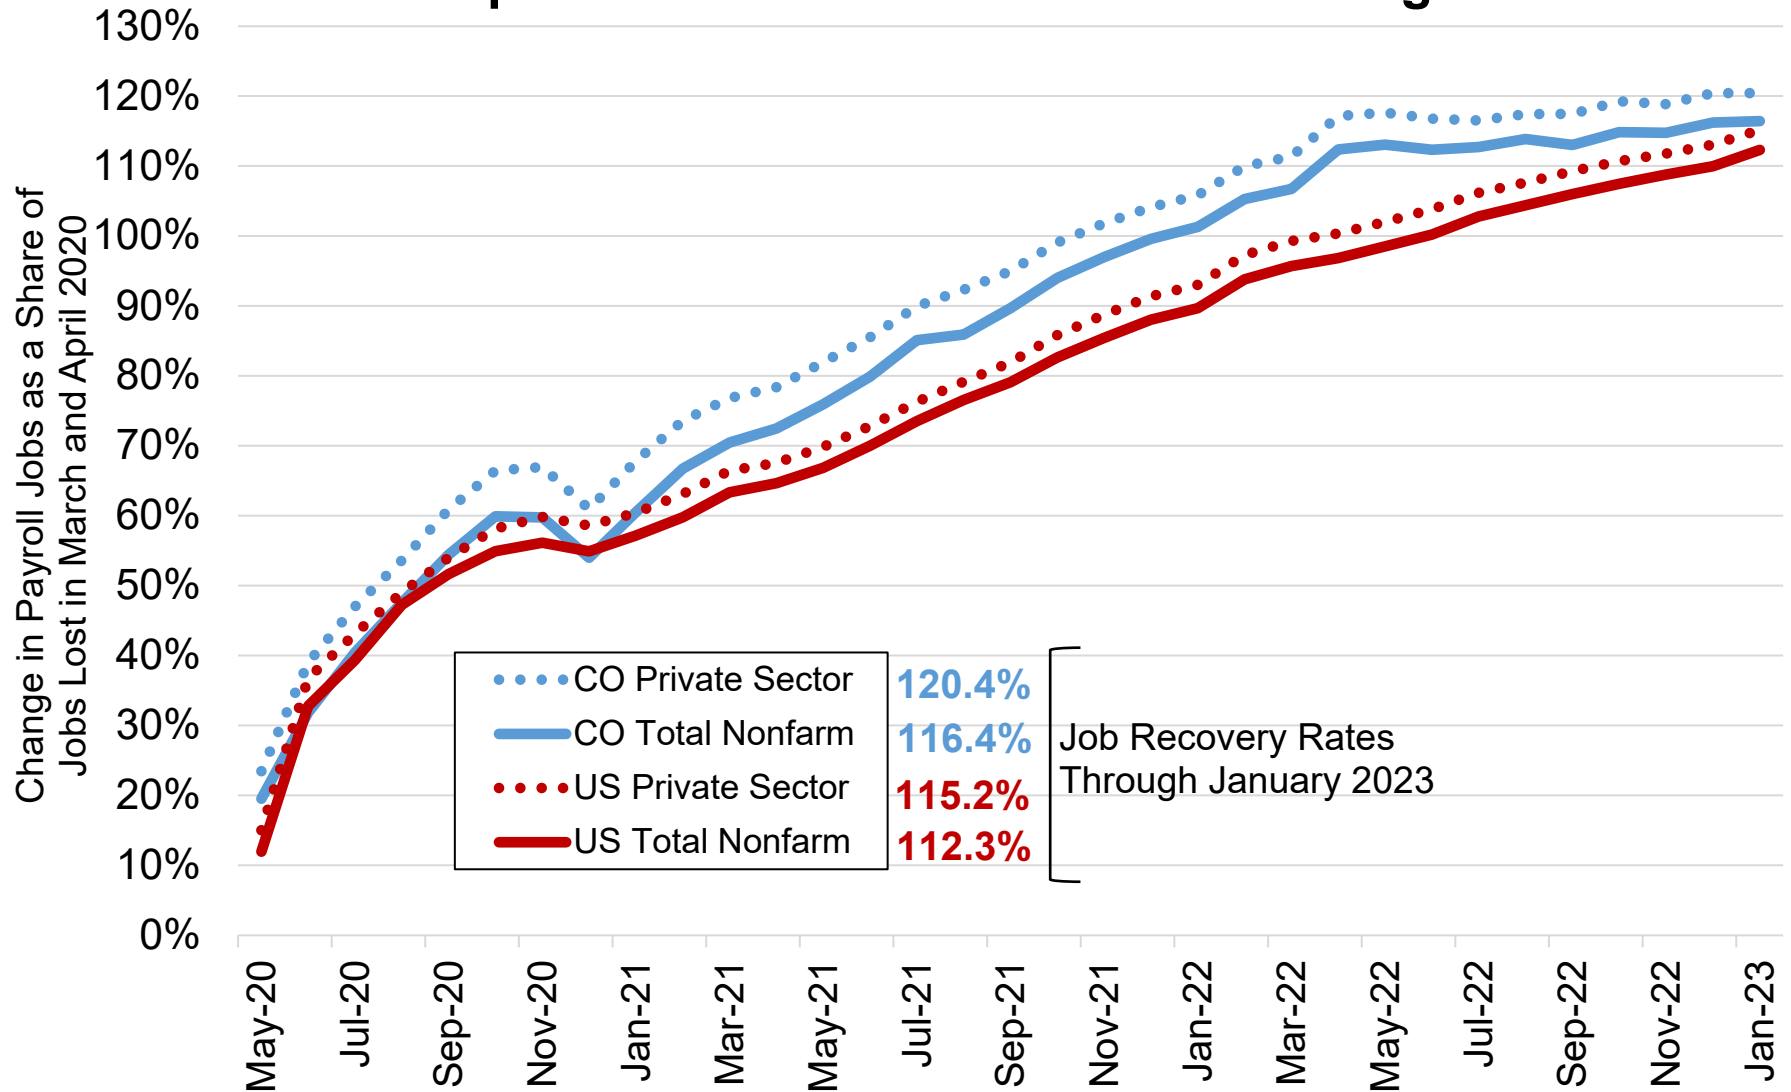 130%
120%
110%
100%
90%
80%
70%
60%
50%
40%
30%
20%
10%
0%
Change in Payroll Jobs as a Share of
Jobs Lost in March and April 2020
CO Private Sector 120.4%
CO Total Nonfarm 116.4%
US Private Sector 115.2%
US Total Nonfarm 112.3%
Job Recovery Rates
Through January 2023
May-20
Jul-20
Sep-20
Nov-20
Jan-21
Mar-21
May-21
Jul-21
Sep-21
Nov-21
Jan-22
Mar-22
May-22
Jul-22
Sep-22
Nov-22
Jan-23